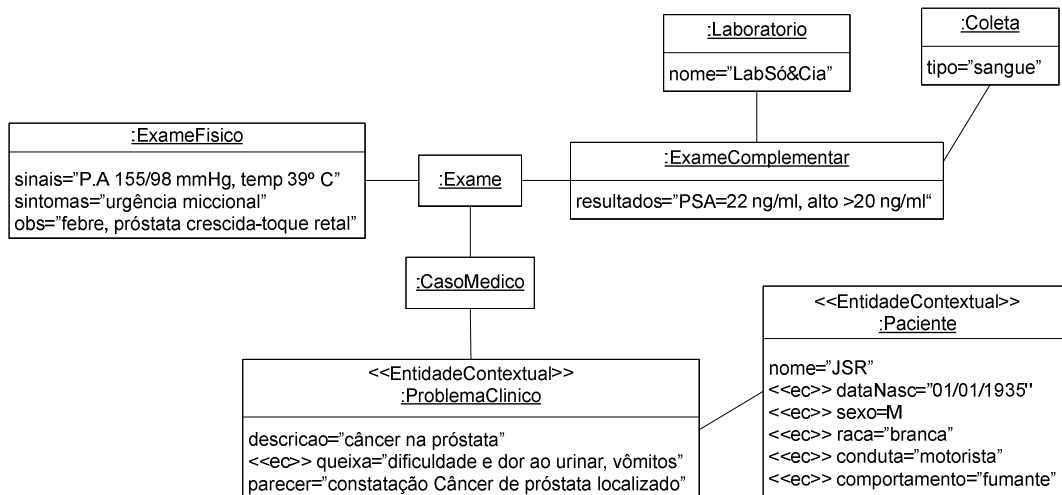 :Laboratorio
nome="LabSó&Cia"
:Coleta
tipo="sangue"
:ExameFisico
sinais="P.A 155/98 mmHg, temp 39º C"
sintomas="urgência miccional"
obs="febre, próstata crescida-toque retal"
:Exame
:ExameComplementar
resultados="PSA=22 ng/ml, alto >20 ng/ml"
:CasoMedico
<<EntidadeContextual>>
:ProblemaClinico
descricao="câncer na próstata"
<<ec>> queixa="dificuldade e dor ao urinar, vômitos"
parecer="constatação Câncer de próstata localizado"
<<EntidadeContextual>>
:Paciente
nome="JSR"
<<ec>> dataNasc="01/01/1935"
<<ec>> sexo=M
<<ec>> raca="branca"
<<ec>> conduta="motorista"
<<ec>> comportamento="fumante"